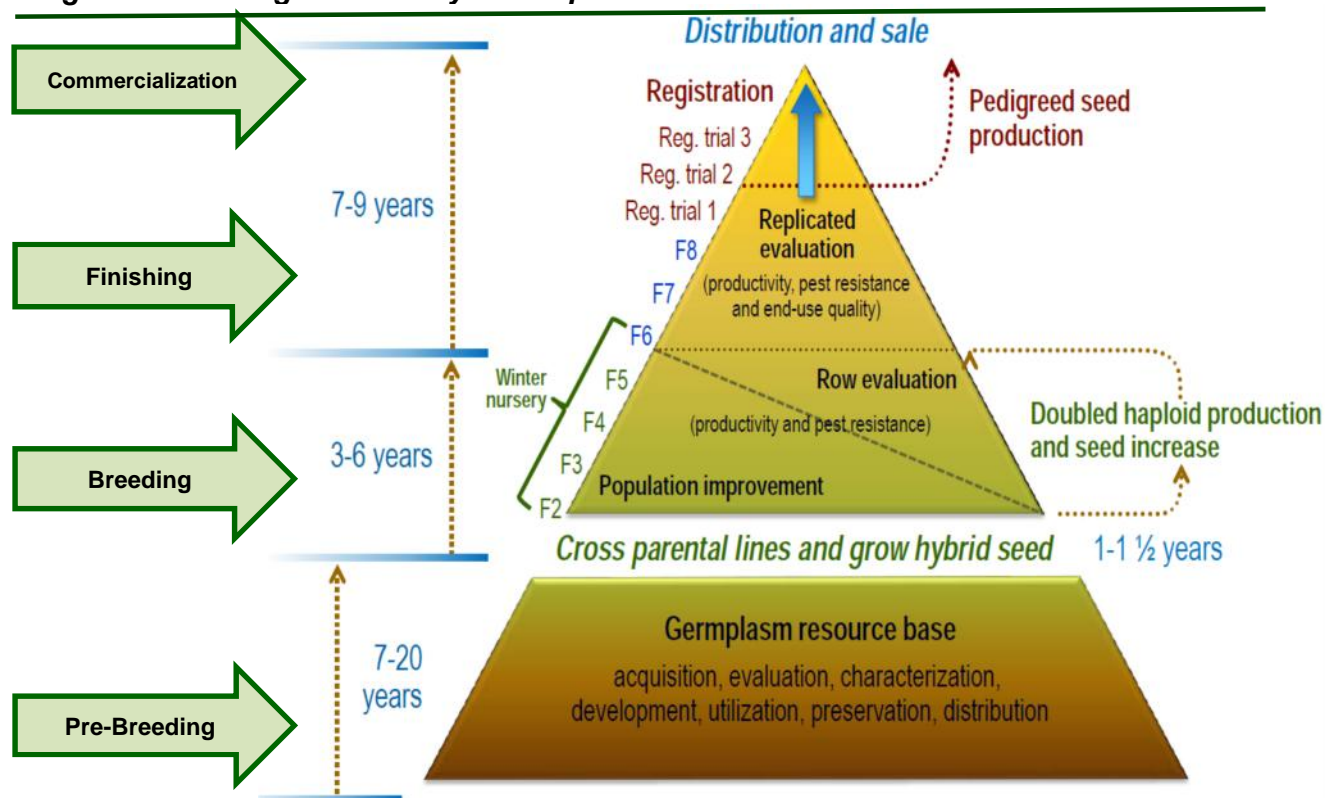 Distribution and sale
Commercialization
Registration
Reg. trial 3
Reg. trial 2
Reg. trial 1
Pedigreed seed
production
7-9 years
Replicated
evaluation
(productivity, pest resistance
and end-use quality)
Finishing
F8
F7
F6
Winter
nursery
F5
F4
F3
F2
Row evaluation
(productivity and pest resistance)
Population improvement
Doubled haploid production
and seed increase
3-6 years
Breeding
Cross parental lines and grow hybrid seed
1-1 ½ years
Germplasm resource base
acquisition, evaluation, characterization,
development, utilization, preservation, distribution
7-20
years
Pre-Breeding